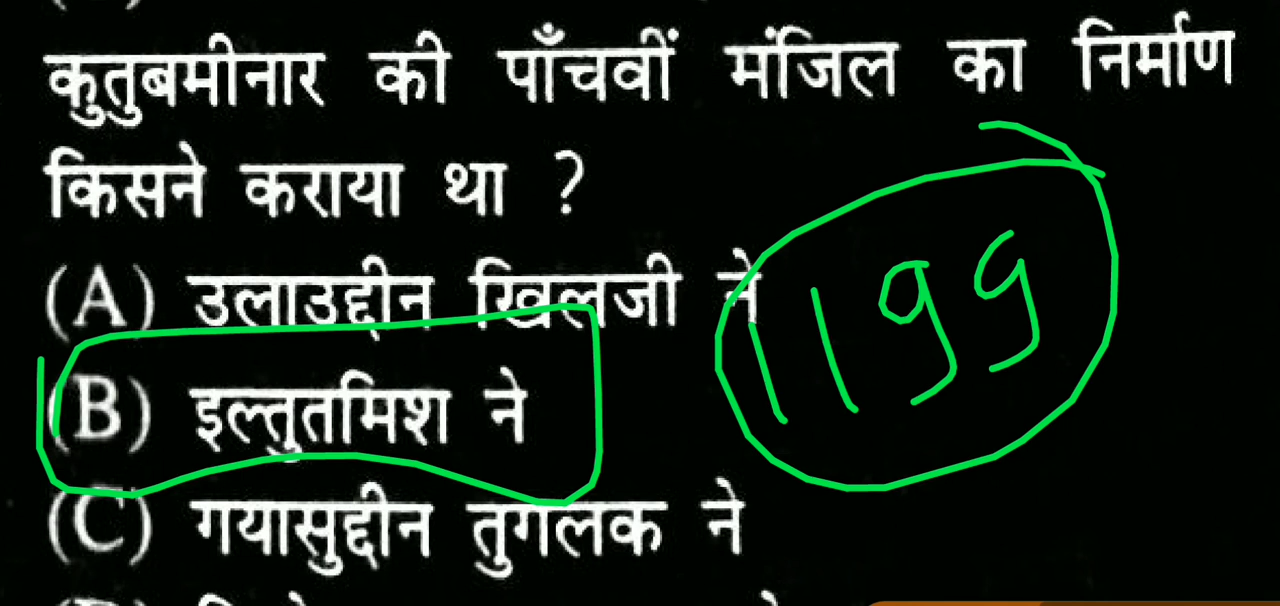 कुतुबमीनार की पाँचवीं मंजिल का निर्माण
किसने कराया था ?
(A) उलाउद्दीन खिलजी ने
1199
(B) इल्तुतमिश ने
(C) गयासुद्दीन तुगलक ने